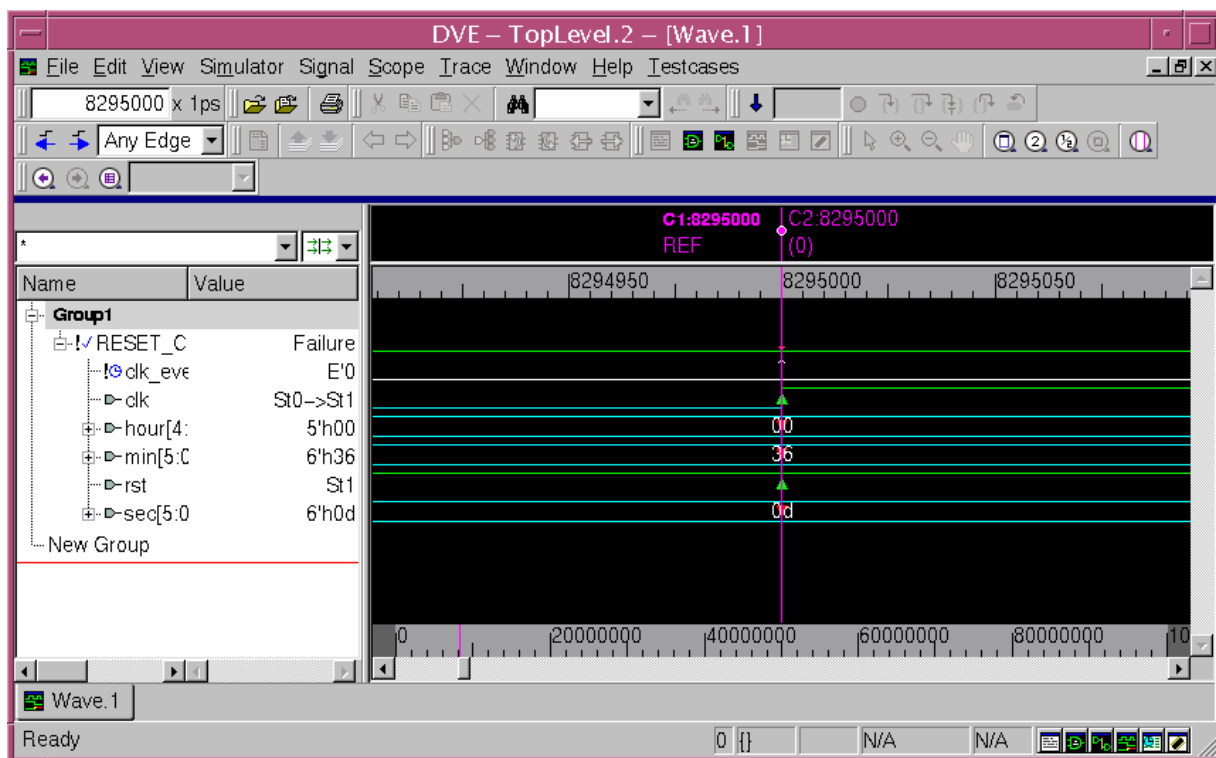 DVE – TopLevel.2 – [Wave.1]
File Edit View Simulator Signal Scope Trace Window Help Testcases
8295000 x 1ps
Any Edge
C1:8295000 C2:8295000
* REF (0)
Name Value 8294950 8295000 8295050
Group1
RESET_C Failure
clk_eve E'0
clk St0->St1
hour[4: 5'h00 00
min[5:0 6'h36 36
rst St1
sec[5:0 6'h0d 0d
New Group
0 20000000 40000000 60000000 80000000 10
Wave.1
Ready 0 {} N/A N/A